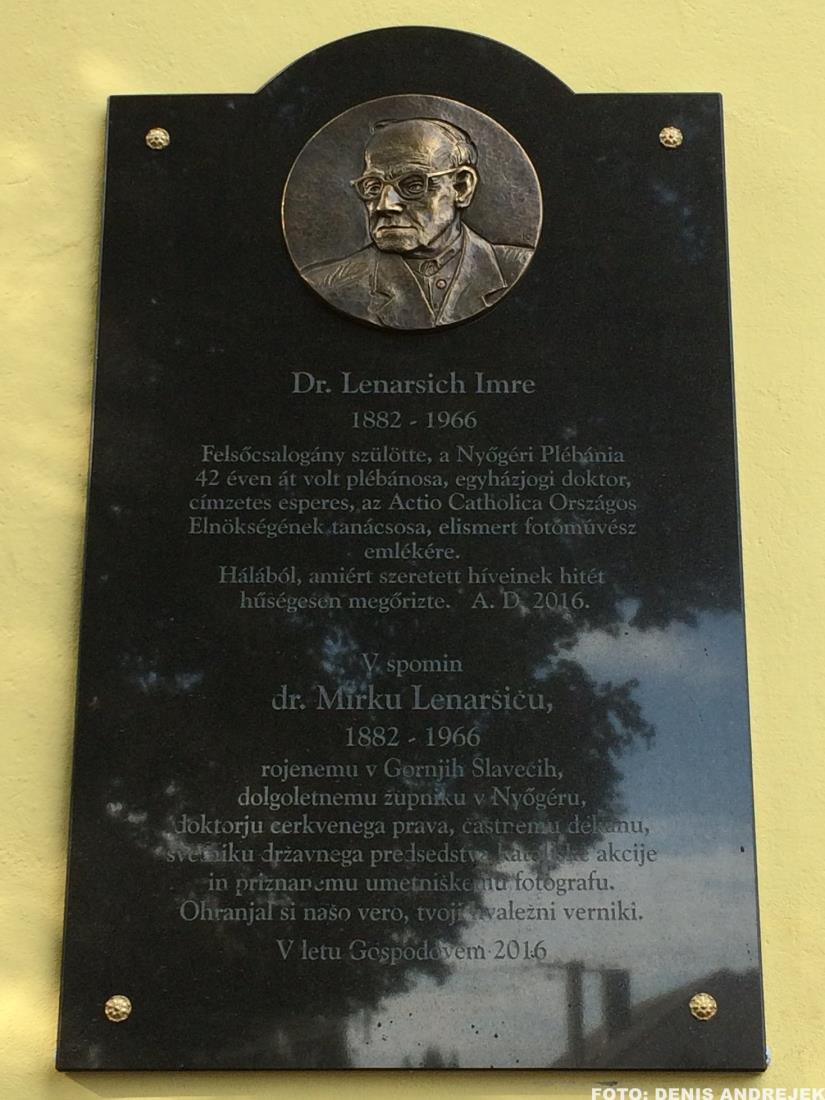 Dr. Lenarsich Imre
1882 - 1966
Felsőcsalogány szülötte, a Nyőgéri Plébánia
42 éven át volt plébánosa, egyházjogi doktor,
címzetes esperes, az Actio Catholica Országos
Elnökségének tanácsosa, elismert fotóművész
emlékére.
Hálából, amiért szeretett híveinek hitét
hűségesen megőrizte. A. D. 2016.
V spomin
dr. Mirku Lenaršiču,
1882 - 1966
rojenemu v Gornjih Slavečih,
dolgoletnemu župniku v Nyőgéru,
doktorju cerkvenega prava, častnemu dekanu,
svetniku državnega predsedstva katoliške akcije
in priznanemu umetniškemu fotografu.
Ohranjal si našo vero, tvoji hvaležni verniki.
V letu Gospodovem 2016
FOTO: DENIS ANDREJEK